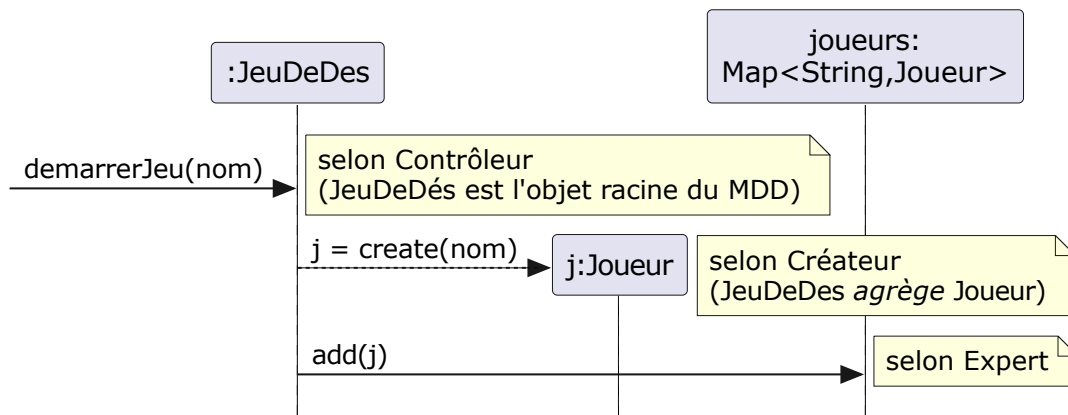 :JeuDeDes
joueurs:
Map<String,Joueur>
demarrerJeu(nom)
selon Contrôleur
(JeuDeDés est l'objet racine du MDD)
j = create(nom)
j:Joueur
selon Créateur
(JeuDeDes agrège Joueur)
add(j)
selon Expert